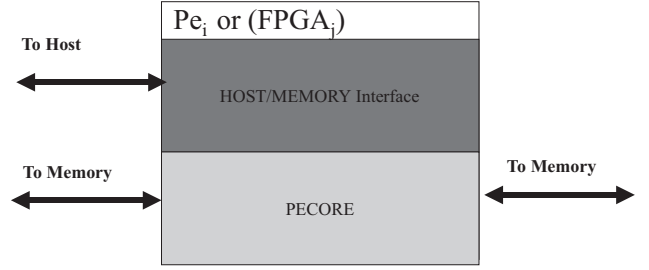 Pe_i or (FPGA_j)
To Host
HOST/MEMORY Interface
To Memory
To Memory
PECORE